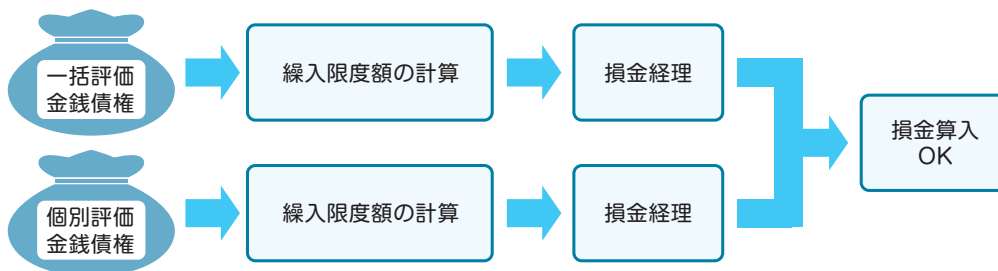 一括評価
金銭債権
繰入限度額の計算
損金経理
損金算入
OK
個別評価
金銭債権
繰入限度額の計算
損金経理